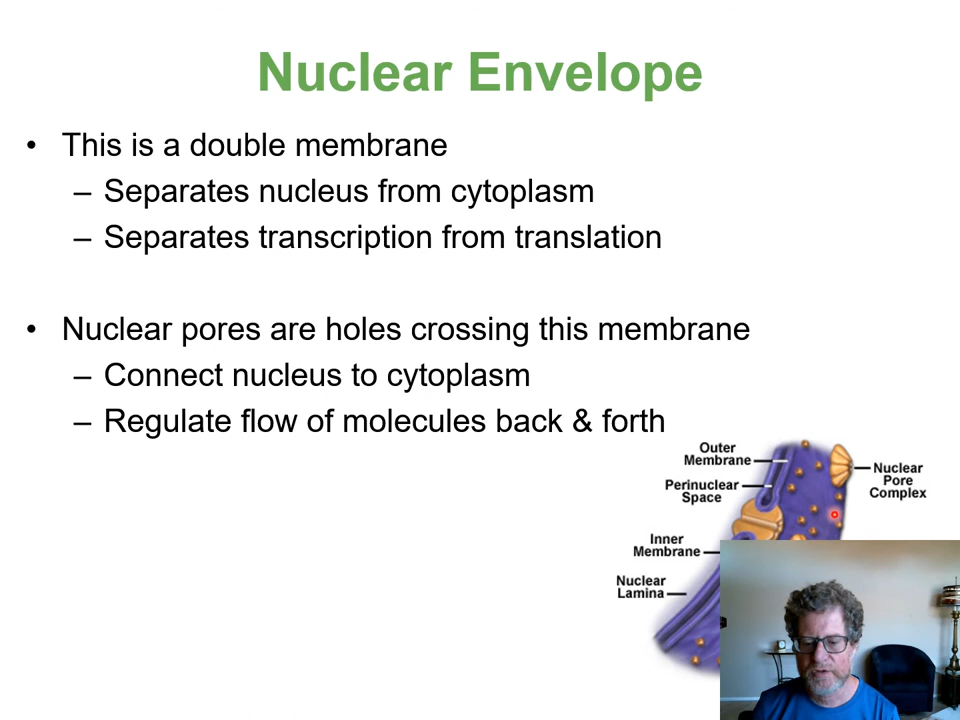 Nuclear Envelope
• This is a double membrane
– Separates nucleus from cytoplasm
– Separates transcription from translation
• Nuclear pores are holes crossing this membrane
– Connect nucleus to cytoplasm
– Regulate flow of molecules back & forth
Outer
Membrane
Perinuclear
Space
Nuclear
Pore
Complex
Inner
Membrane
Nuclear
Lamina